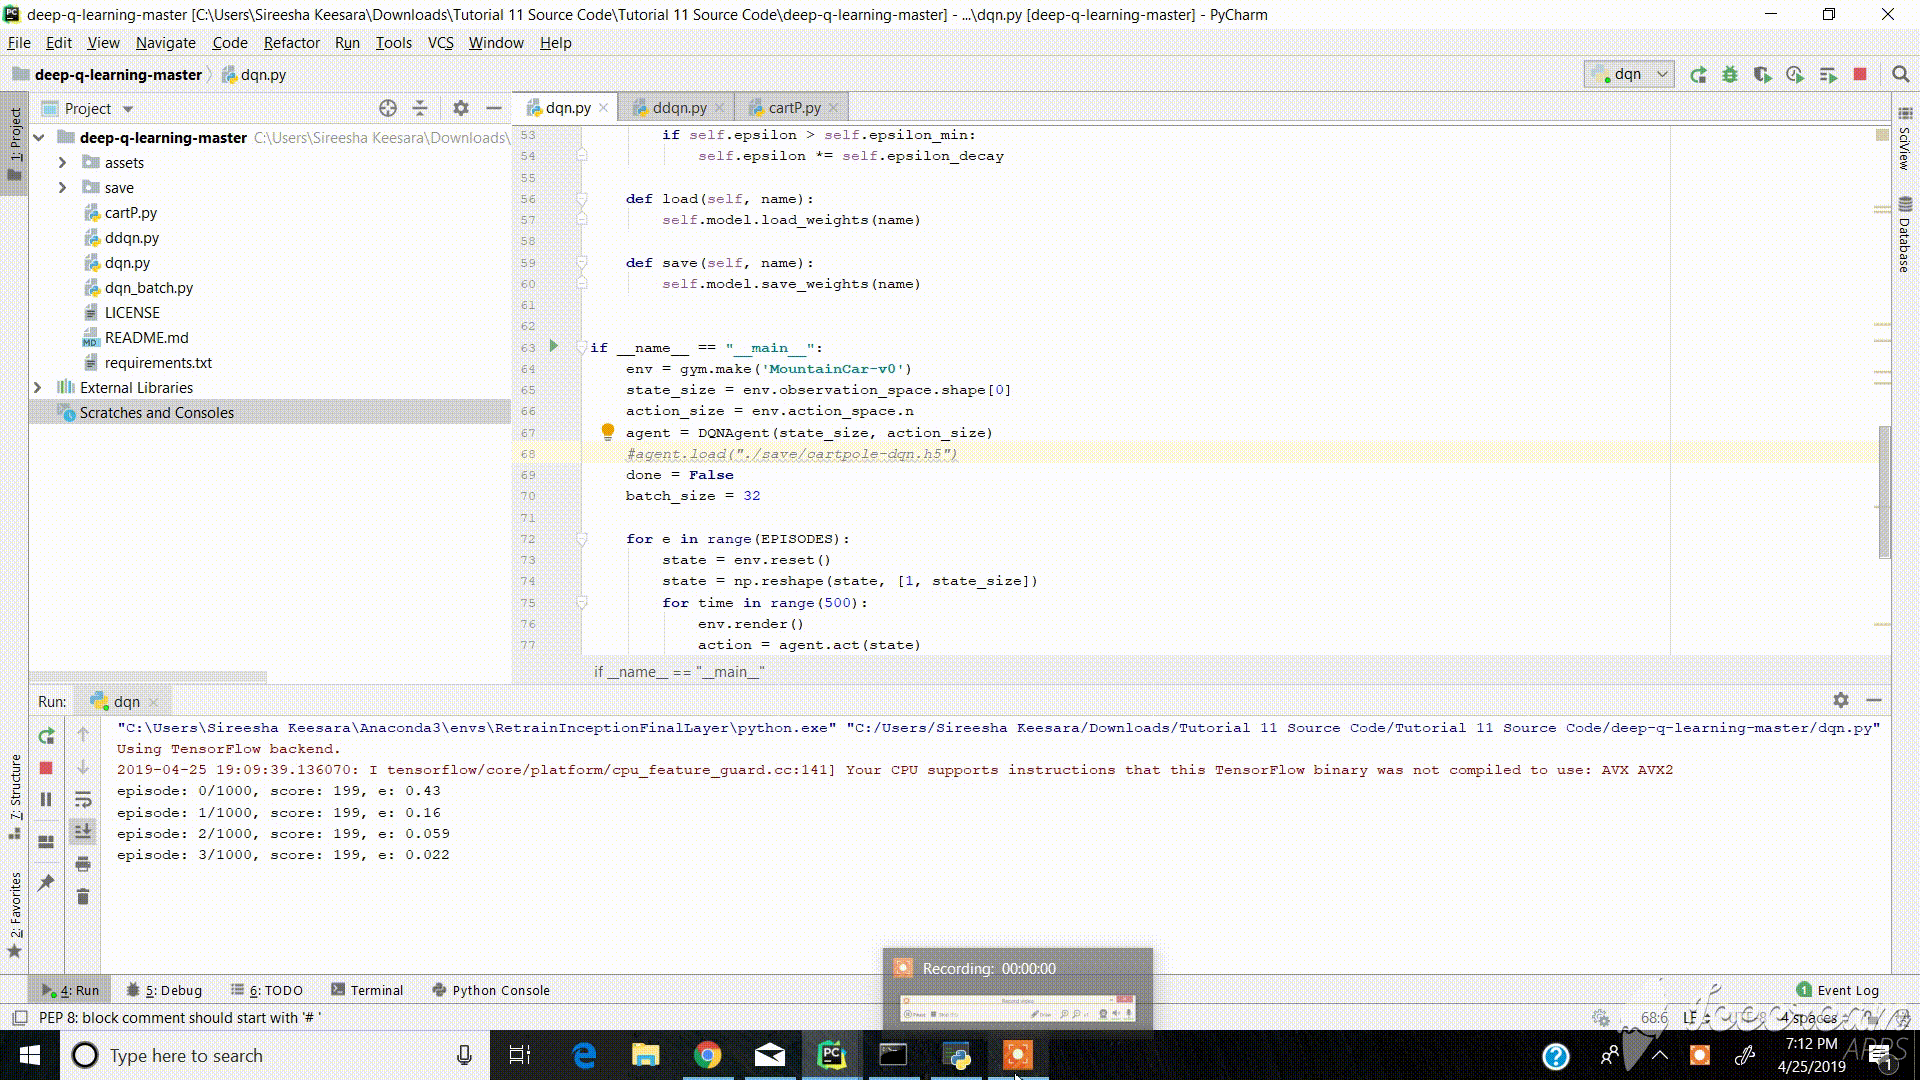 deep-q-learning-master [C:\Users\Sireesha Keesara\Downloads\Tutorial 11 Source Code\Tutorial 11 Source Code\deep-q-learning-master] - ...\dqn.py [deep-q-learning-master] - PyCharm
File Edit View Navigate Code Refactor Run Tools VCS Window Help
deep-q-learning-master dqn.py
dqn
1: Project
Project
deep-q-learning-master C:\Users\Sireesha Keesara\Downloads\
assets
save
cartP.py
ddqn.py
dqn.py
dqn_batch.py
LICENSE
README.md
requirements.txt
External Libraries
Scratches and Consoles
dqn.py ddqn.py cartP.py
53 if self.epsilon > self.epsilon_min:
54 self.epsilon *= self.epsilon_decay
55
56 def load(self, name):
57 self.model.load_weights(name)
58
59 def save(self, name):
60 self.model.save_weights(name)
61
62
63 if __name__ == "__main__":
64 env = gym.make('MountainCar-v0')
65 state_size = env.observation_space.shape[0]
66 action_size = env.action_space.n
67 agent = DQNAgent(state_size, action_size)
68 #agent.load("./save/cartpole-dqn.h5")
69 done = False
70 batch_size = 32
71
72 for e in range(EPISODES):
73 state = env.reset()
74 state = np.reshape(state, [1, state_size])
75 for time in range(500):
76 env.render()
77 action = agent.act(state)
if __name__ == "__main__"
SciView
Database
Run: dqn
"C:\Users\Sireesha Keesara\Anaconda3\envs\RetrainInceptionFinalLayer\python.exe" "C:/Users/Sireesha Keesara/Downloads/Tutorial 11 Source Code/Tutorial 11 Source Code/deep-q-learning-master/dqn.py"
Using TensorFlow backend.
2019-04-25 19:09:39.136070: I tensorflow/core/platform/cpu_feature_guard.cc:141] Your CPU supports instructions that this TensorFlow binary was not compiled to use: AVX AVX2
episode: 0/1000, score: 199, e: 0.43
episode: 1/1000, score: 199, e: 0.16
episode: 2/1000, score: 199, e: 0.059
episode: 3/1000, score: 199, e: 0.022
7: Structure
2: Favorites
Recording: 00:00:00
4: Run 5: Debug 6: TODO Terminal Python Console
1 Event Log
PEP 8: block comment should start with '# '
68:6 LF UTF-8 4 spaces
Type here to search
7:12 PM
4/25/2019
1
APPS